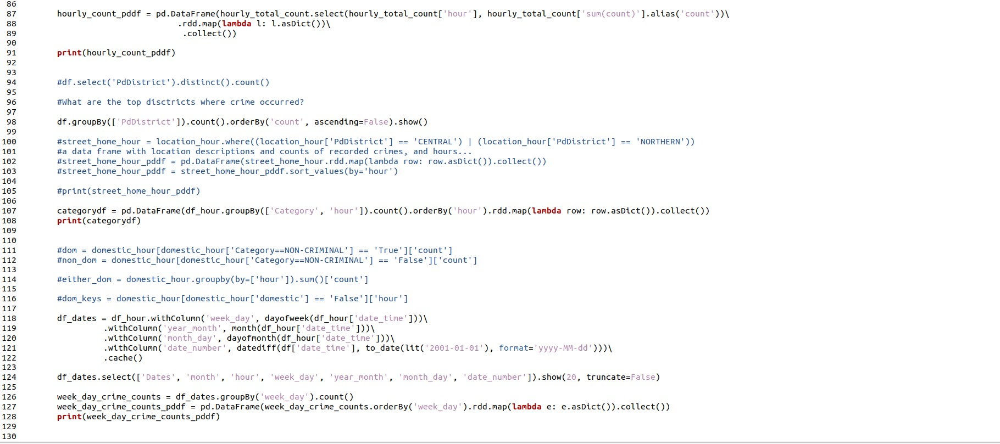 86
87 hourly_count_pddf = pd.DataFrame(hourly_total_count.select(hourly_total_count['hour'], hourly_total_count['sum(count)'].alias('count'))\
88 .rdd.map(lambda l: l.asDict())\
89 .collect())
90
91 print(hourly_count_pddf)
92
93
94 #df.select('PdDistrict').distinct().count()
95
96 #What are the top disctricts where crime occurred?
97
98 df.groupBy(['PdDistrict']).count().orderBy('count', ascending=False).show()
99
100 #street_home_hour = location_hour.where((location_hour['PdDistrict'] == 'CENTRAL') | (location_hour['PdDistrict'] == 'NORTHERN'))
101 #a data frame with location descriptions and counts of recorded crimes, and hours...
102 #street_home_hour_pddf = pd.DataFrame(street_home_hour.rdd.map(lambda row: row.asDict()).collect())
103 #street_home_hour_pddf = street_home_hour_pddf.sort_values(by='hour')
104
105 #print(street_home_hour_pddf)
106
107 categorydf = pd.DataFrame(df_hour.groupBy(['Category', 'hour']).count().orderBy('hour').rdd.map(lambda row: row.asDict()).collect())
108 print(categorydf)
109
110
111 #dom = domestic_hour[domestic_hour['Category==NON-CRIMINAL'] == 'True']['count']
112 #non_dom = domestic_hour[domestic_hour['Category==NON-CRIMINAL'] == 'False']['count']
113
114 #either_dom = domestic_hour.groupby(by=['hour']).sum()['count']
115
116 #dom_keys = domestic_hour[domestic_hour['domestic'] == 'False']['hour']
117
118 df_dates = df_hour.withColumn('week_day', dayofweek(df_hour['date_time']))\
119 .withColumn('year_month', month(df_hour['date_time']))\
120 .withColumn('month_day', dayofmonth(df_hour['date_time']))\
121 .withColumn('date_number', datediff(df['date_time'], to_date(lit('2001-01-01'), format='yyyy-MM-dd')))\
122 .cache()
123
124 df_dates.select(['Dates', 'month', 'hour', 'week_day', 'year_month', 'month_day', 'date_number']).show(20, truncate=False)
125
126 week_day_crime_counts = df_dates.groupBy('week_day').count()
127 week_day_crime_counts_pddf = pd.DataFrame(week_day_crime_counts.orderBy('week_day').rdd.map(lambda e: e.asDict()).collect())
128 print(week_day_crime_counts_pddf)
129
130